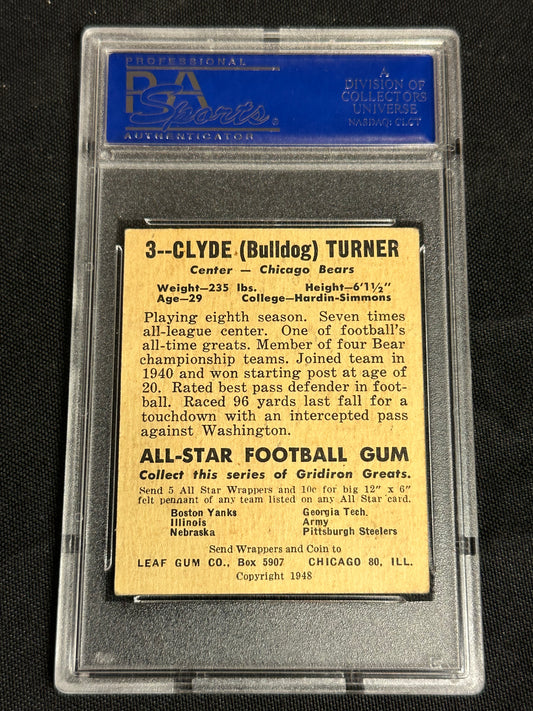 PROFESSIONAL
PSA
Sports
AUTHENTICATOR
A
DIVISION OF
COLLECTORS
UNIVERSE
NASDAQ: CLCT
3--CLYDE (Bulldog) TURNER
Center — Chicago Bears
Weight—235 lbs. Height—6'1½"
Age—29 College—Hardin-Simmons
Playing eighth season. Seven times
all-league center. One of football's
all-time greats. Member of four Bear
championship teams. Joined team in
1940 and won starting post at age of
20. Rated best pass defender in foot-
ball. Raced 96 yards last fall for a
touchdown with an intercepted pass
against Washington.
ALL-STAR FOOTBALL GUM
Collect this series of Gridiron Greats.
Send 5 All Star Wrappers and 10c for big 12" x 6"
felt pennant of any team listed on any All Star card.
Boston Yanks Georgia Tech.
Illinois Army
Nebraska Pittsburgh Steelers
Send Wrappers and Coin to
LEAF GUM CO., Box 5907 CHICAGO 80, ILL.
Copyright 1948